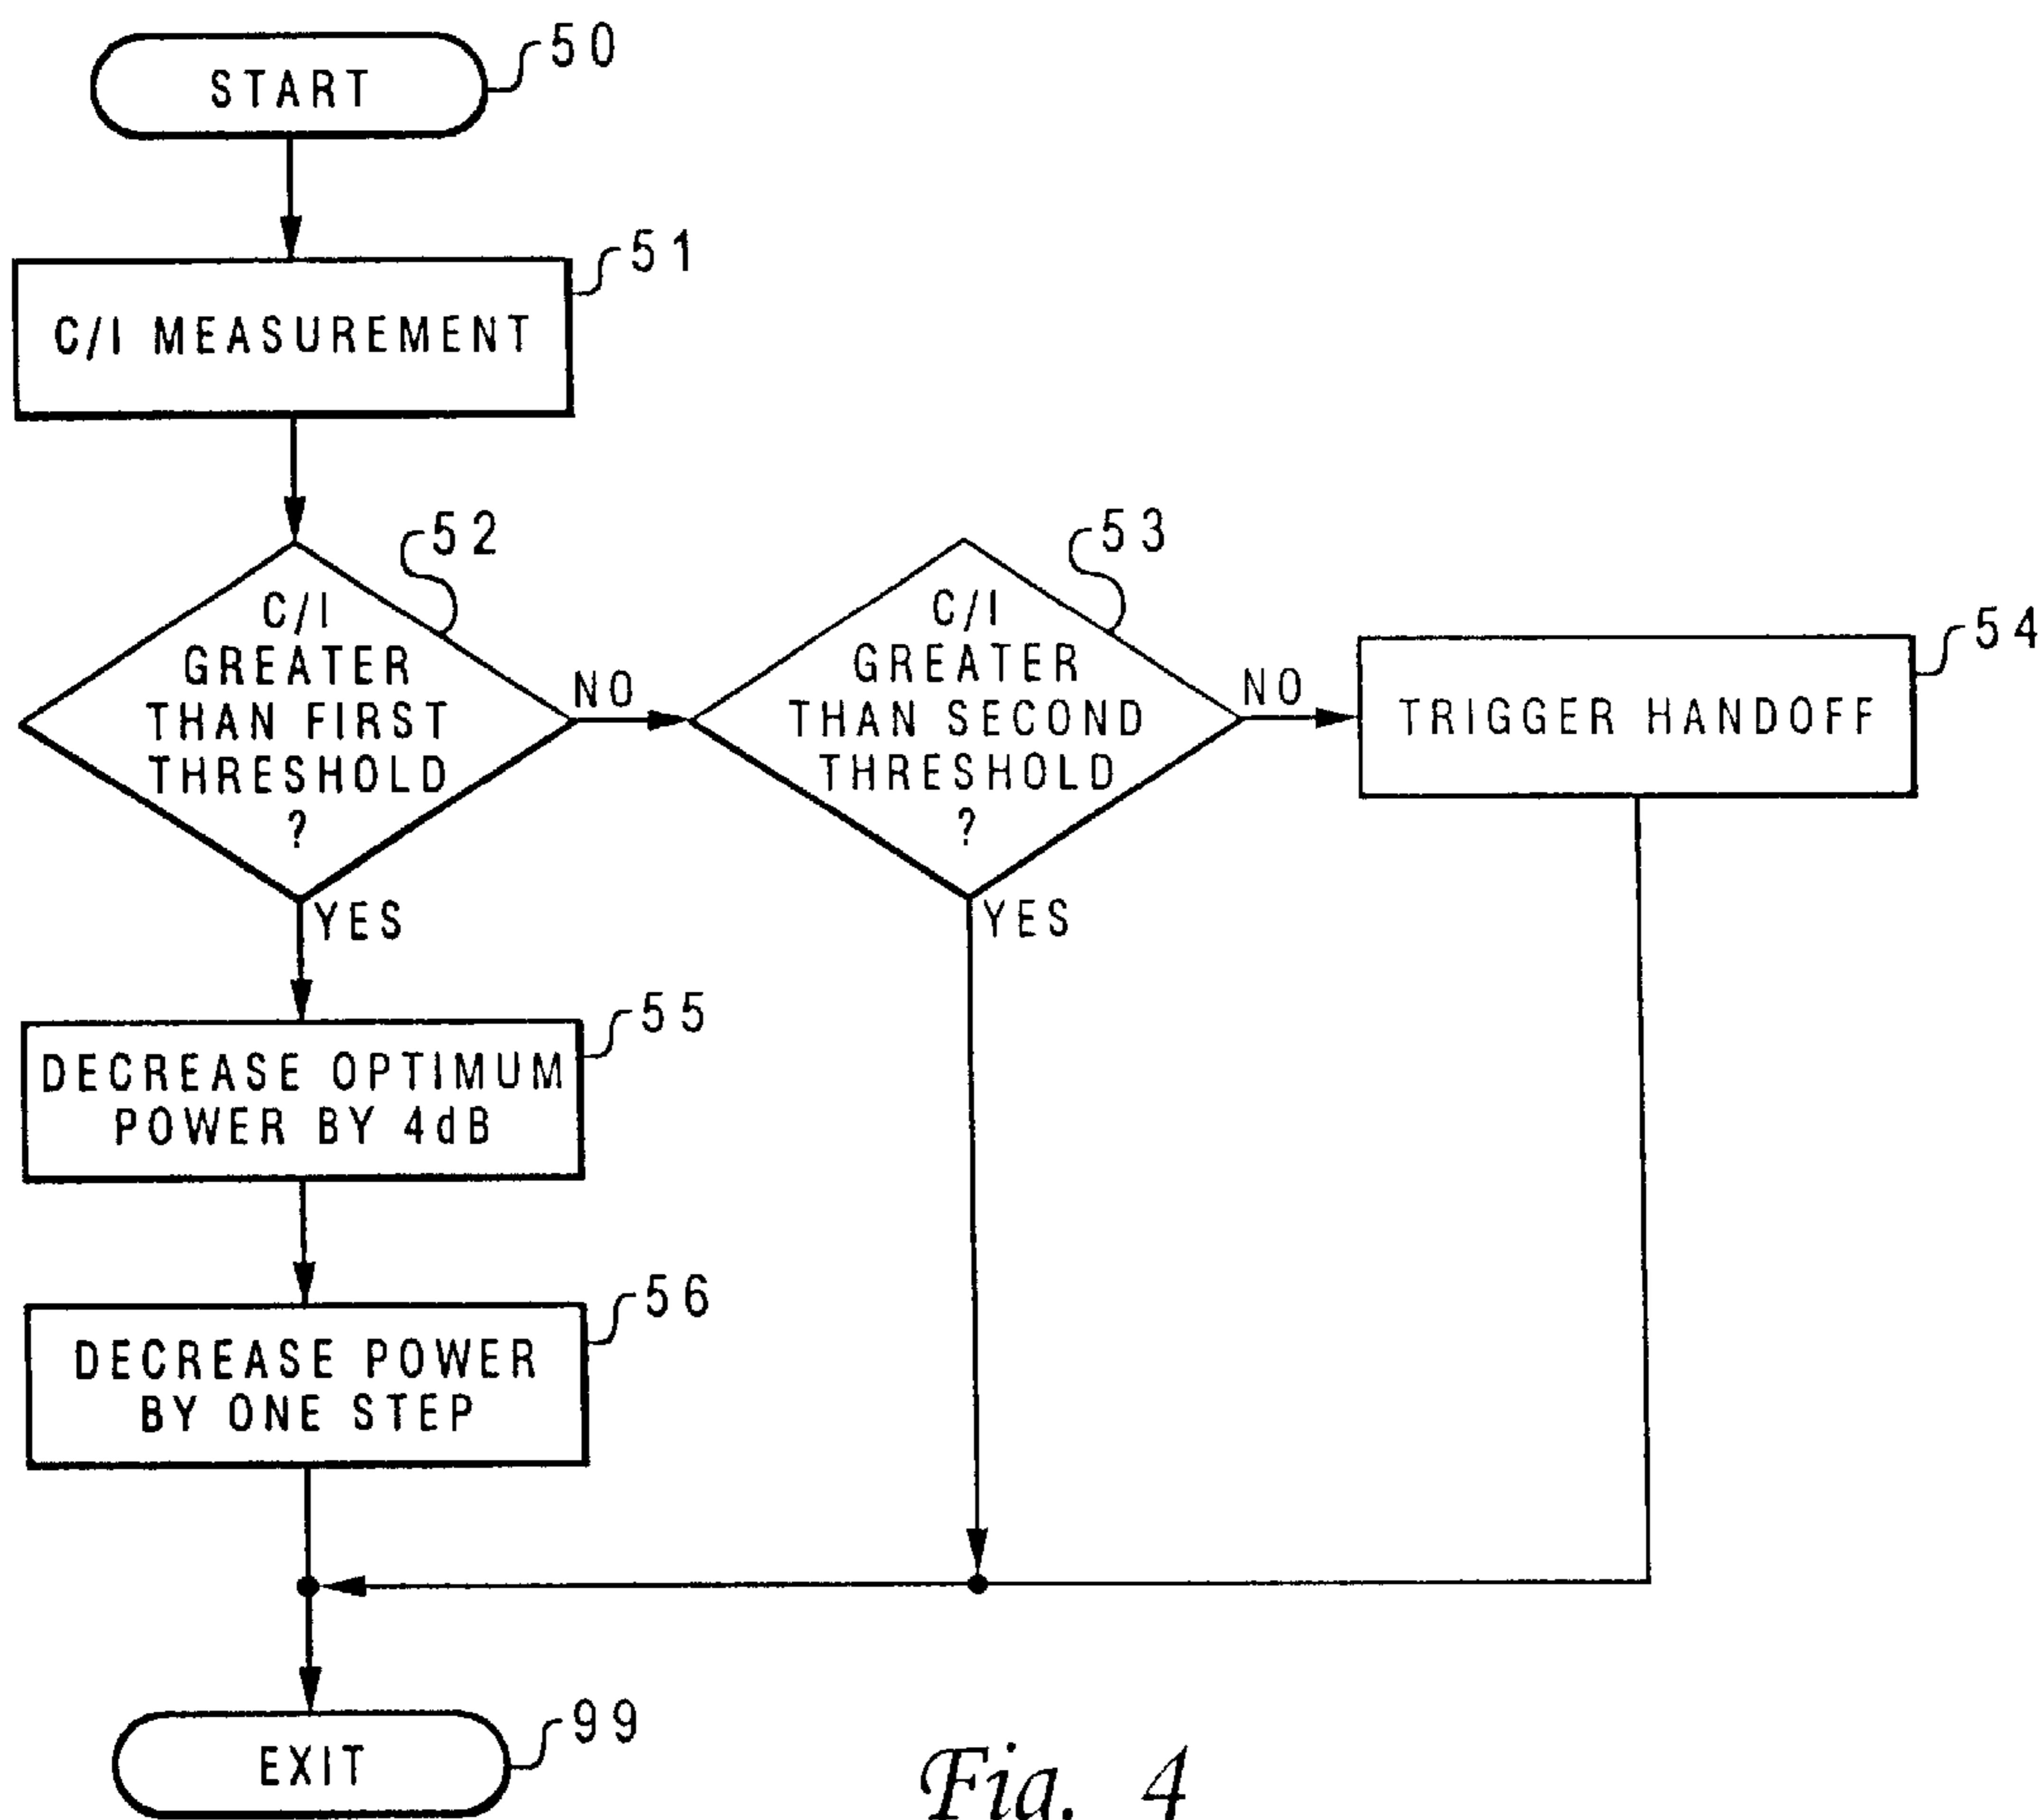 START
50
C/I MEASUREMENT
51
C/I
GREATER
THAN FIRST
THRESHOLD
?
52
NO
YES
C/I
GREATER
THAN SECOND
THRESHOLD
?
53
NO
YES
TRIGGER HANDOFF
54
DECREASE OPTIMUM
POWER BY 4dB
55
DECREASE POWER
BY ONE STEP
56
EXIT
99
Fig. 4